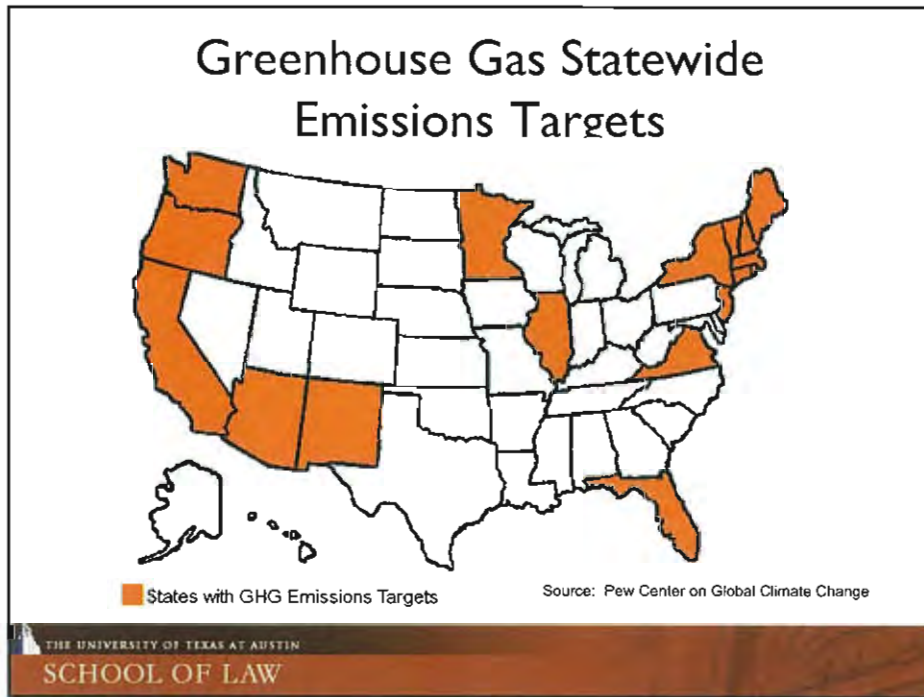 Greenhouse Gas Statewide
Emissions Targets
States with GHG Emissions Targets
Source: Pew Center on Global Climate Change
THE UNIVERSITY OF TEXAS AT AUSTIN
SCHOOL OF LAW